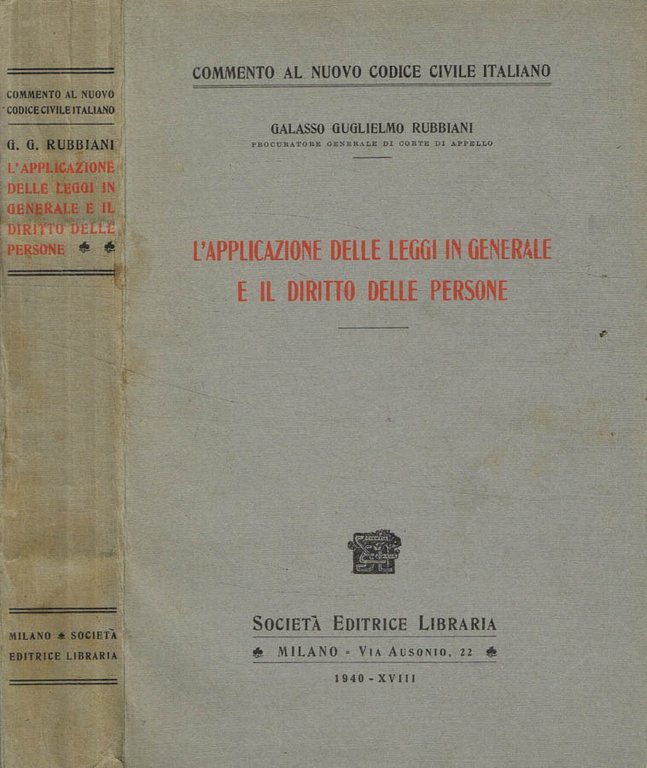 COMMENTO AL NUOVO
CODICE CIVILE ITALIANO
G. G. RUBBIANI
L'APPLICAZIONE
DELLE LEGGI IN
GENERALE E IL
DIRITTO DELLE
PERSONE
MILANO ♣ SOCIETÀ
EDITRICE LIBRARIA
COMMENTO AL NUOVO CODICE CIVILE ITALIANO
GALASSO GUGLIELMO RUBBIANI
PROCURATORE GENERALE DI CORTE DI APPELLO
L'APPLICAZIONE DELLE LEGGI IN GENERALE
E IL DIRITTO DELLE PERSONE
SOCIETÀ EDITRICE LIBRARIA
MILANO - VIA AUSONIO, 22
1940 - XVIII